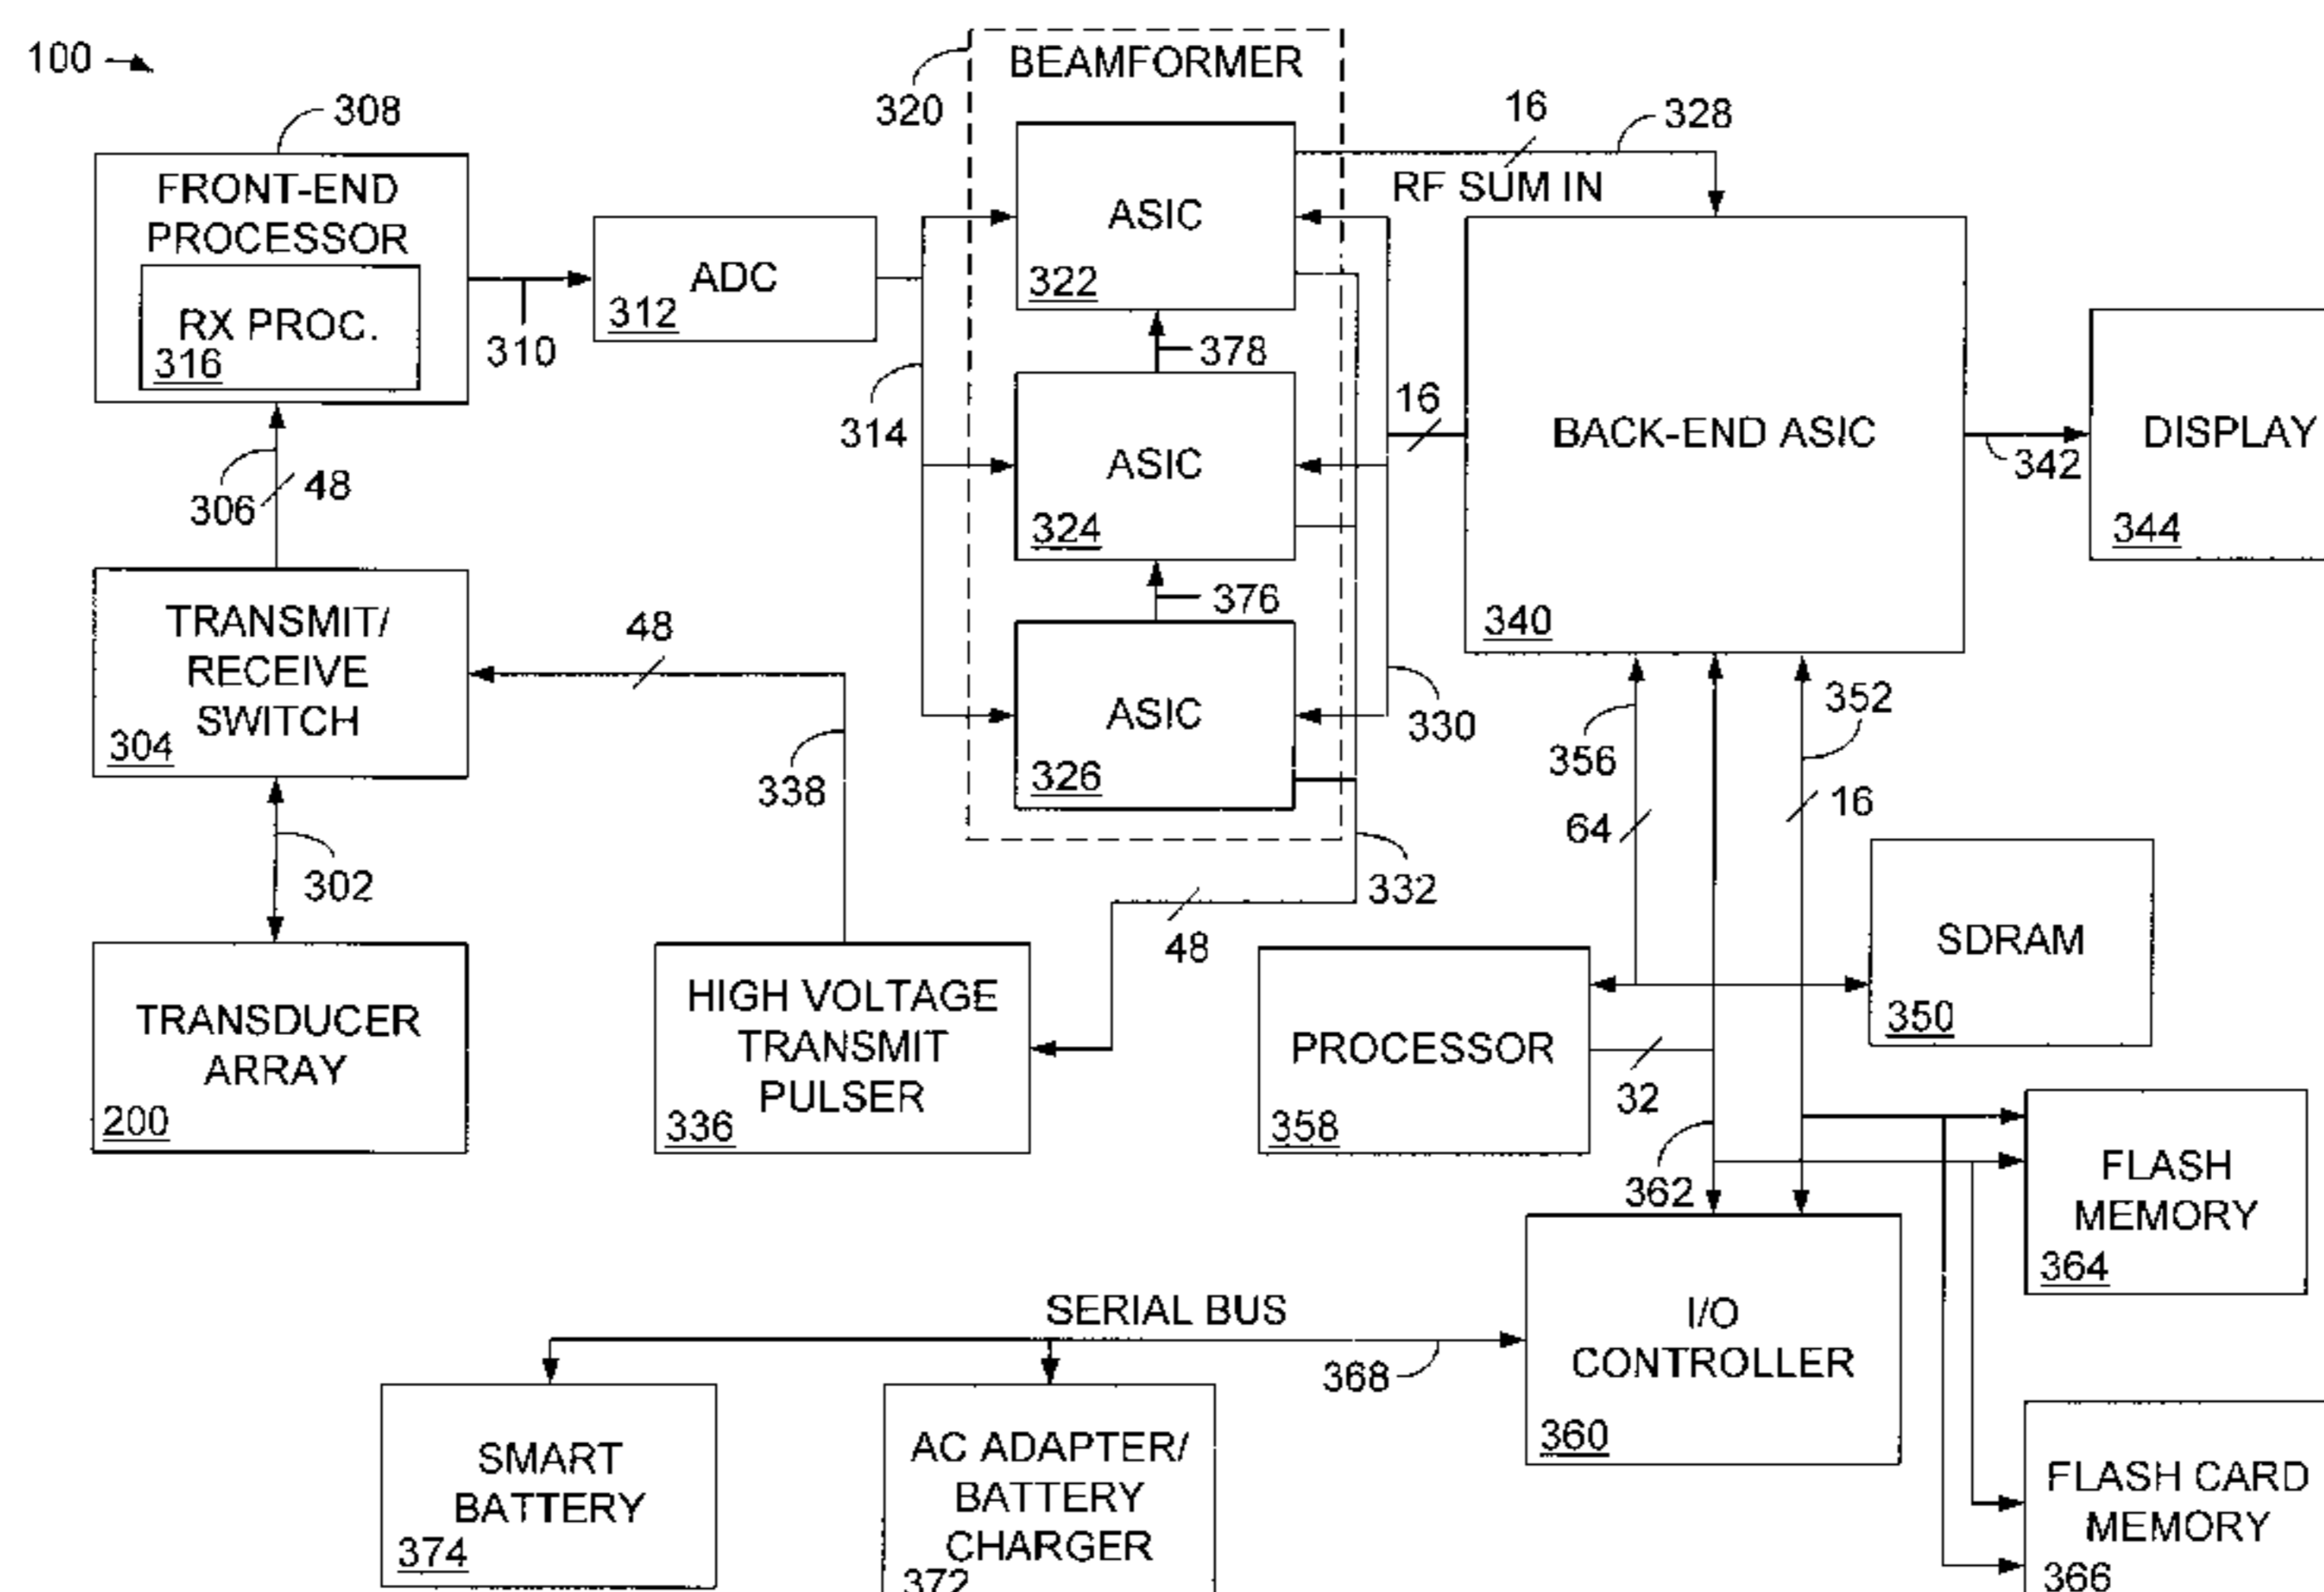 100
308
FRONT-END
PROCESSOR
RX PROC.
316
310
ADC
312
314
320
BEAMFORMER
ASIC
322
378
ASIC
324
376
ASIC
326
16
328
RF SUM IN
16
330
332
48
BACK-END ASIC
340
342
DISPLAY
344
306
48
TRANSMIT/
RECEIVE
SWITCH
304
48
338
302
TRANSDUCER
ARRAY
200
HIGH VOLTAGE
TRANSMIT
PULSER
336
356
64
352
16
SDRAM
350
PROCESSOR
358
32
362
FLASH
MEMORY
364
I/O
CONTROLLER
360
SERIAL BUS
368
SMART
BATTERY
374
AC ADAPTER/
BATTERY
CHARGER
372
FLASH CARD
MEMORY
366